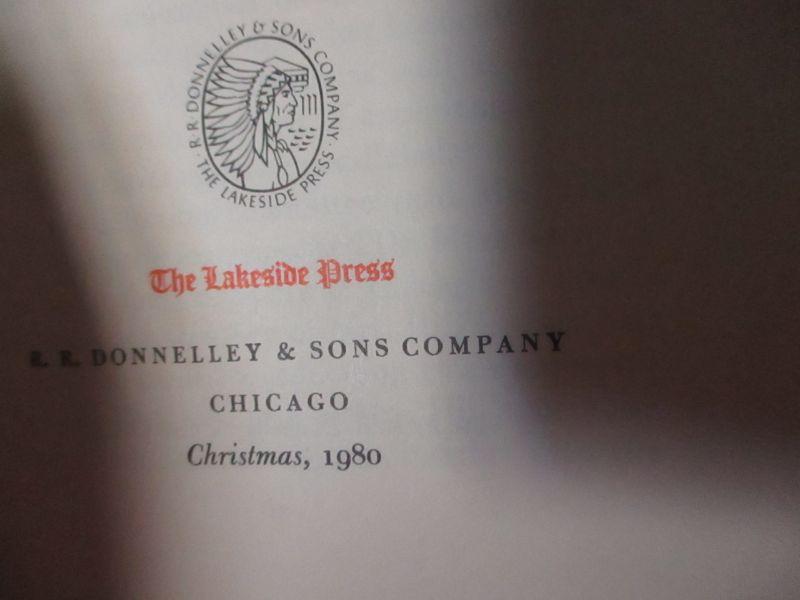 R. R. DONNELLEY & SONS COMPANY
THE LAKESIDE PRESS
The Lakeside Press
R. R. DONNELLEY & SONS COMPANY
CHICAGO
Christmas, 1980